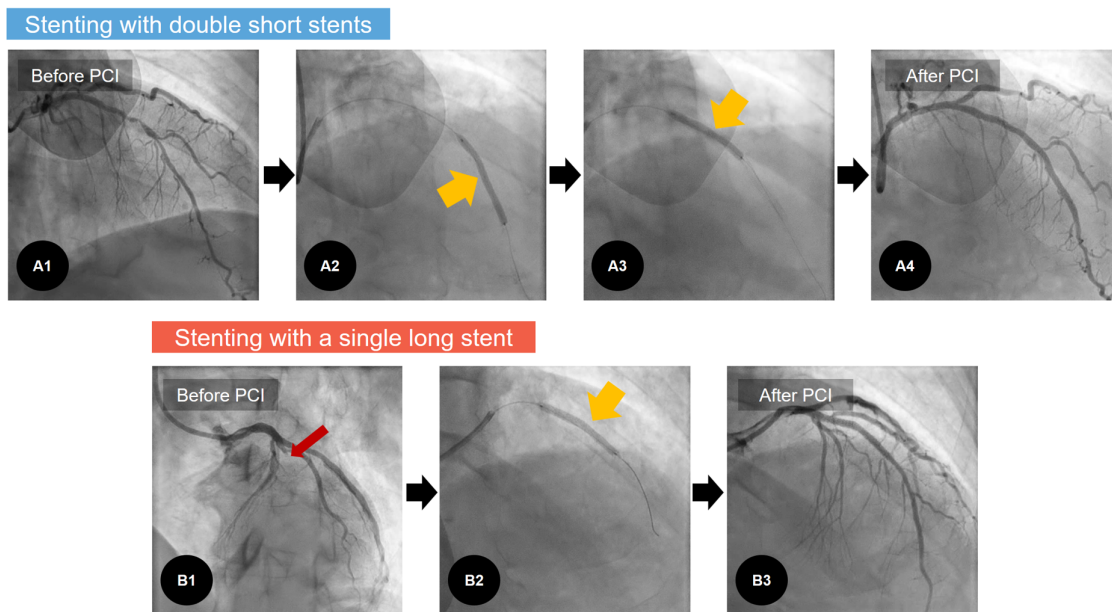 Stenting with double short stents
Before PCI
After PCI
A1
A2
A3
A4
Stenting with a single long stent
Before PCI
After PCI
B1
B2
B3